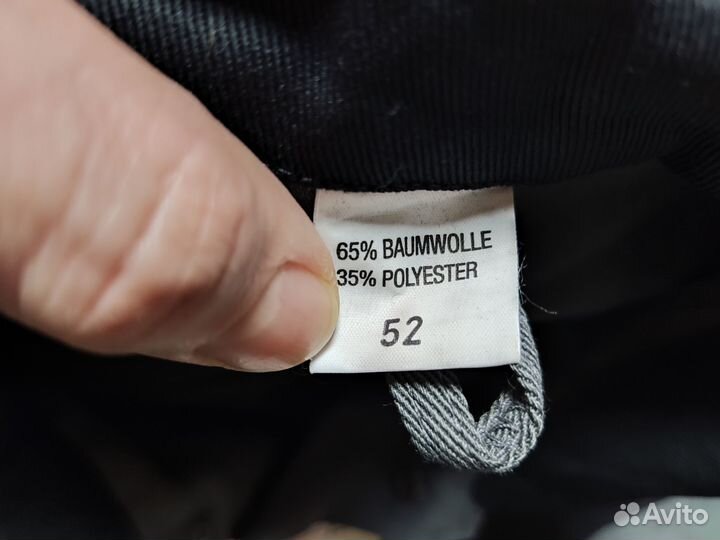 65% BAUMWOLLE
35% POLYESTER
52
Avito